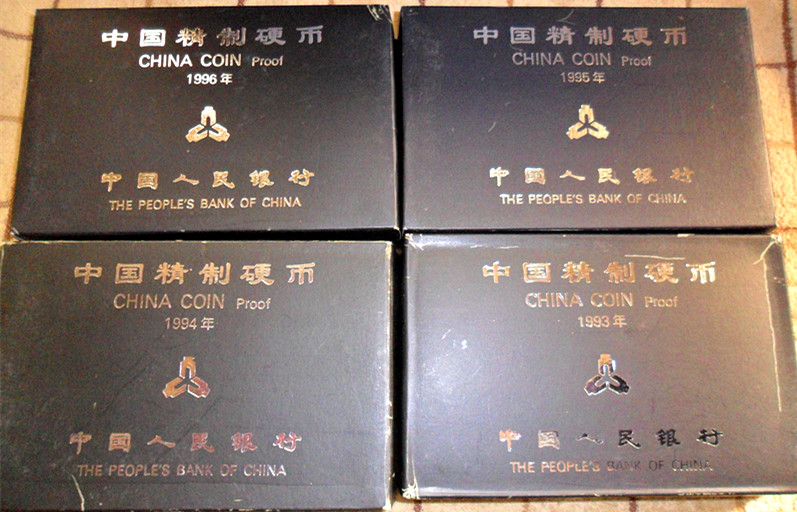 中国精制硬币
CHINA COIN Proof
1996年
中国人民银行
THE PEOPLE'S BANK OF CHINA
中国精制硬币
CHINA COIN Proof
1995年
中国人民银行
THE PEOPLE'S BANK OF CHINA
中国精制硬币
CHINA COIN Proof
1994年
中国人民银行
THE PEOPLE'S BANK OF CHINA
中国精制硬币
CHINA COIN Proof
1993年
中国人民银行
THE PEOPLE'S BANK OF CHINA